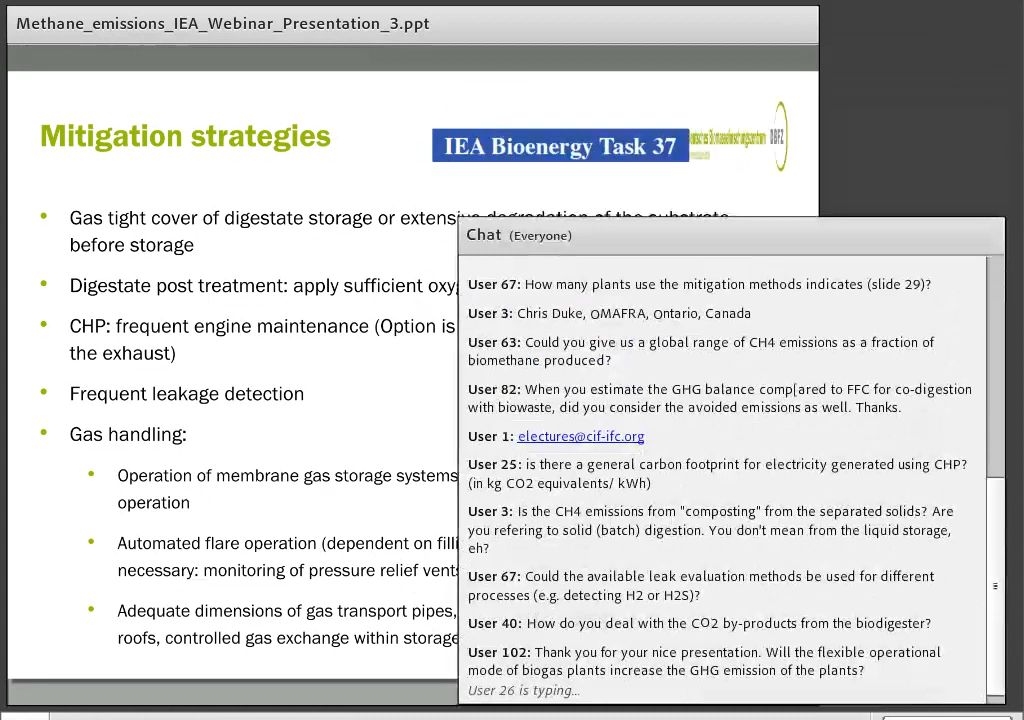 Methane_emissions_IEA_Webinar_Presentation_3.ppt
Mitigation strategies
IEA Bioenergy Task 37
DBFZ
• Gas tight cover of digestate storage or extensive degradation of the substrate
before storage
• Digestate post treatment: apply sufficient
• CHP: frequent engine maintenance (Option is
the exhaust)
• Frequent leakage detection
• Gas handling:
• Operation of membrane gas storage systems
operation
• Automated flare operation (dependent on
necessary: monitoring of pressure relief vents
• Adequate dimensions of gas transport pipes,
roofs, controlled gas exchange within storage
Chat (Everyone)
User 67: How many plants use the mitigation methods indicates (slide 29)?
User 3: Chris Duke, OMAFRA, Ontario, Canada
User 63: Could you give us a global range of CH4 emissions as a fraction of
biomethane produced?
User 82: When you estimate the GHG balance compared to FFC for co-digestion
with biowaste, did you consider the avoided emissions as well. Thanks.
User 1: electures@cif-ifc.org
User 25: is there a general carbon footprint for electricity generated using CHP?
(in kg CO2 equivalents/ kWh)
User 3: Is the CH4 emissions from "composting" from the separated solids? Are
you refering to solid (batch) digestion. You don't mean from the liquid storage,
eh?
User 67: Could the available leak evaluation methods be used for different
processes (e.g. detecting H2 or H2S)?
User 40: How do you deal with the CO2 by-products from the biodigester?
User 102: Thank you for your nice presentation. Will the flexible operational
mode of biogas plants increase the GHG emission of the plants?
User 26 is typing...